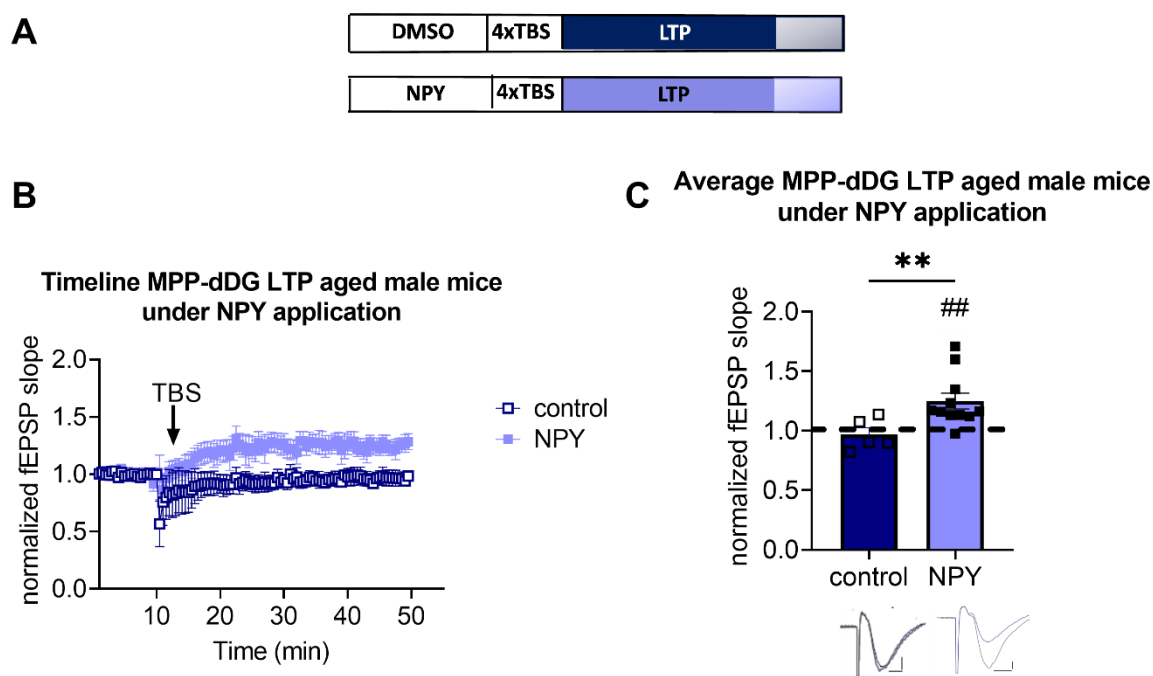 A
DMSO 4xTBS LTP
NPY 4xTBS LTP
B
Timeline MPP-dDG LTP aged male mice
under NPY application
normalized fEPSP slope
2.0
1.5
1.0
0.5
0.0
TBS
10 20 30 40 50
Time (min)
control
NPY
C
Average MPP-dDG LTP aged male mice
under NPY application
**
##
normalized fEPSP slope
2.0
1.5
1.0
0.5
0.0
control NPY